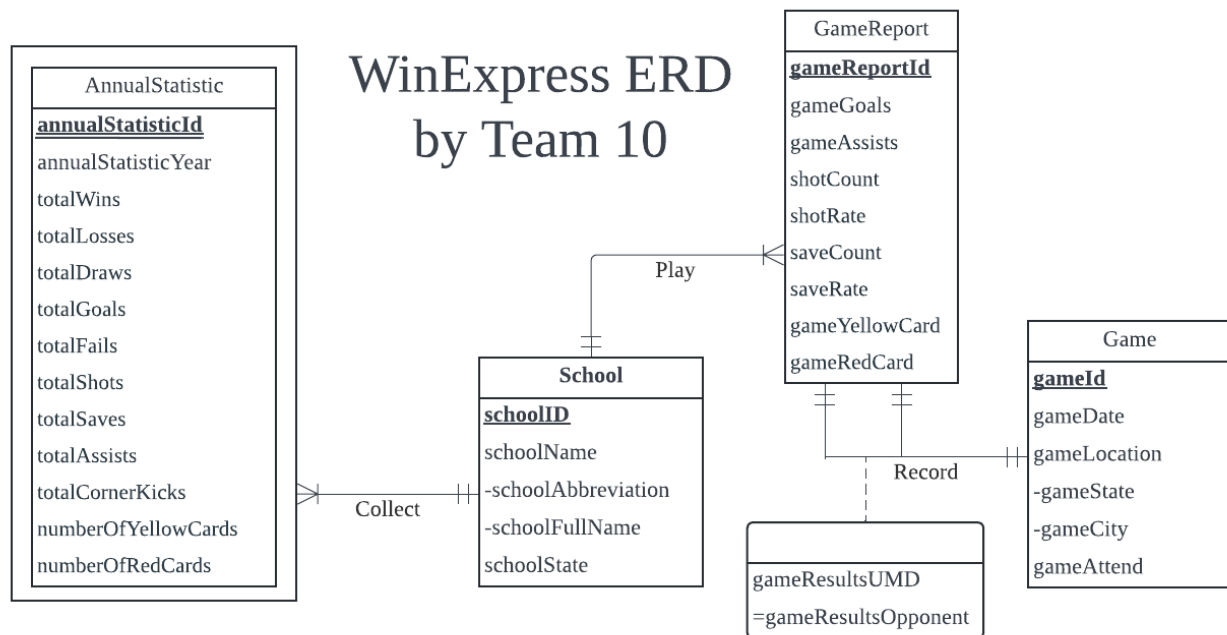 WinExpress ERD
by Team 10
AnnualStatistic
annualStatisticId
annualStatisticYear
totalWins
totalLosses
totalDraws
totalGoals
totalFails
totalShots
totalSaves
totalAssists
totalCornerKicks
numberOfYellowCards
numberOfRedCards
Collect
School
schoolID
schoolName
-schoolAbbreviation
-schoolFullName
schoolState
Play
GameReport
gameReportId
gameGoals
gameAssists
shotCount
shotRate
saveCount
saveRate
gameYellowCard
gameRedCard
Record
gameResultsUMD
=gameResultsOpponent
Game
gameId
gameDate
gameLocation
-gameState
-gameCity
gameAttend